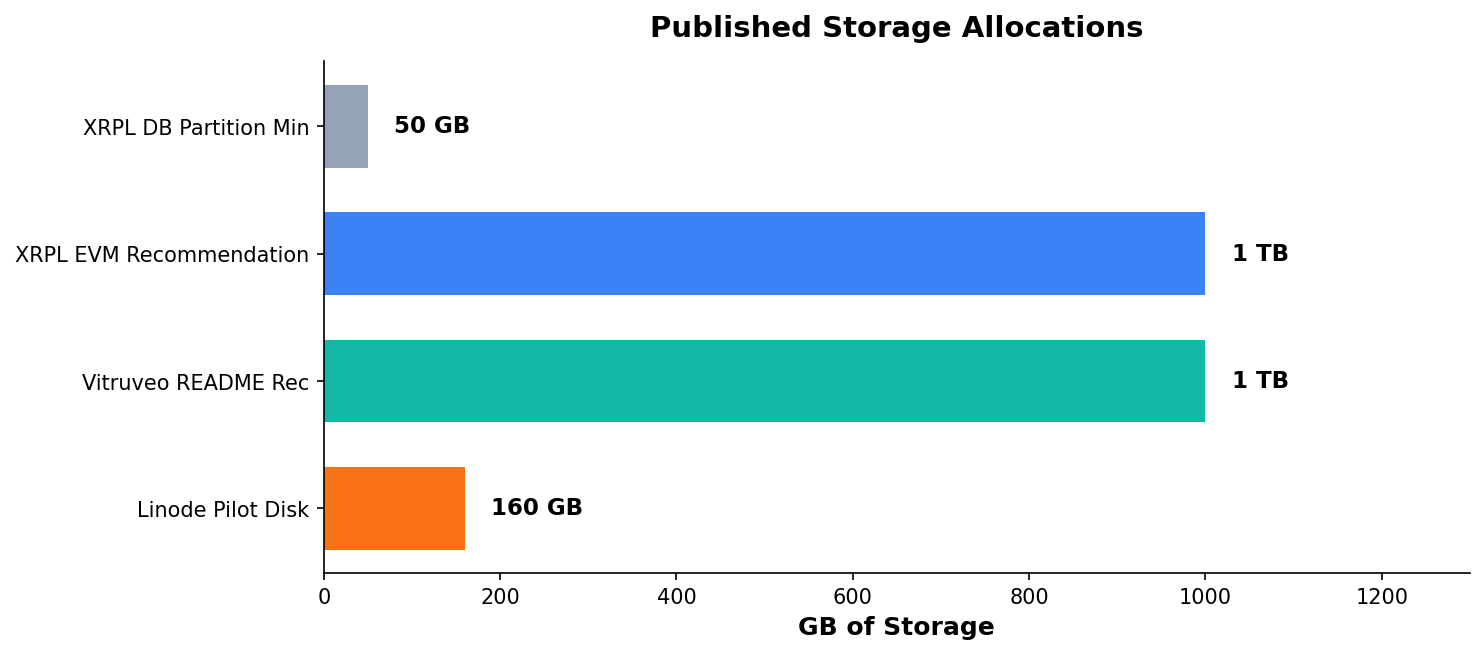 Published Storage Allocations
XRPL DB Partition Min
50 GB
XRPL EVM Recommendation
1 TB
Vitruveo README Rec
1 TB
Linode Pilot Disk
160 GB
0 200 400 600 800 1000 1200
GB of Storage